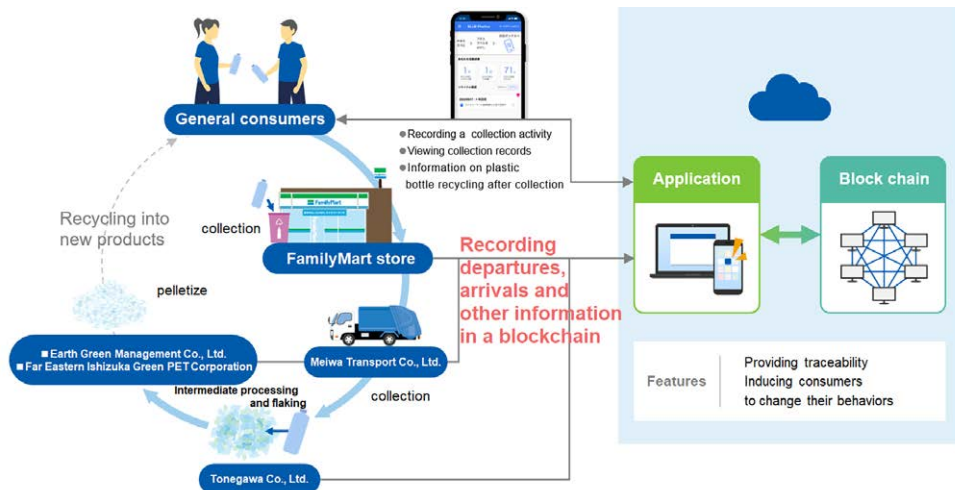 General consumers
● Recording a collection activity
● Viewing collection records
● Information on plastic
bottle recycling after collection
Application
Block chain
FamilyMart
collection
FamilyMart store
Recycling into
new products
Recording
departures,
arrivals and
other information
in a blockchain
pelletize
■ Earth Green Management Co., Ltd.
■ Far Eastern Ishizuka Green PET Corporation
Meiwa Transport Co., Ltd.
collection
Intermediate processing
and flaking
Tonegawa Co., Ltd.
Features
Providing traceability
Inducing consumers
to change their behaviors